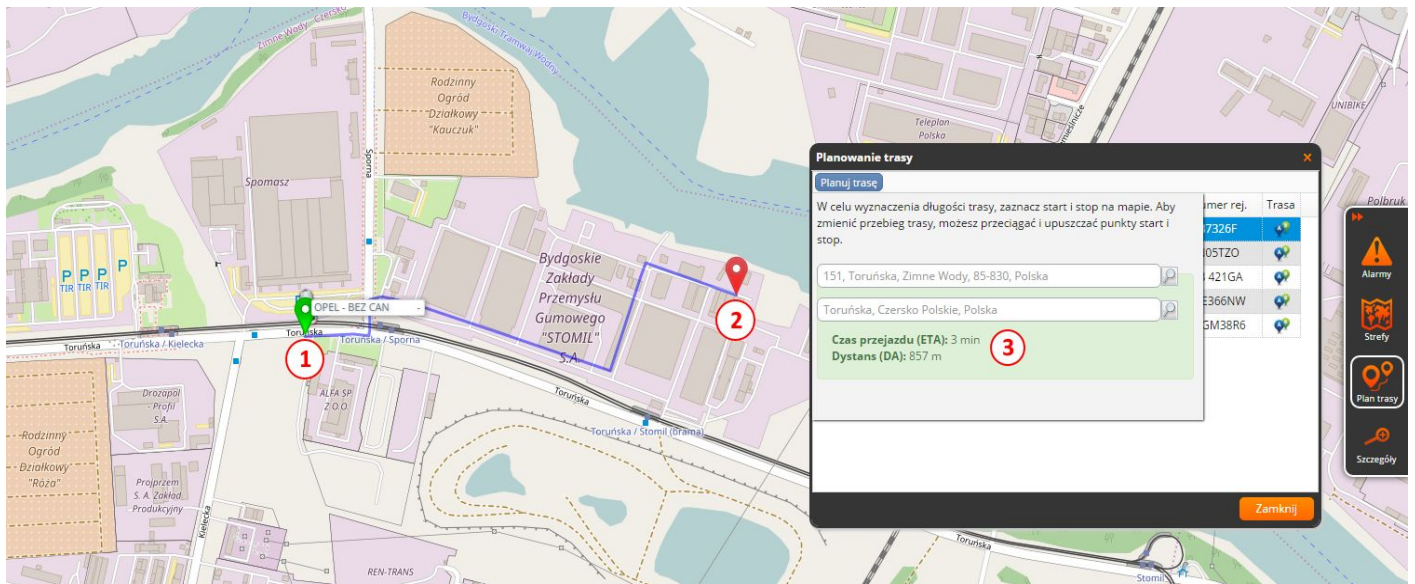 Zimne Wody, Czersko
Bydgoski Tramwaj Wodny
Rodzinny
Ogród
Działkowy
"Kauczuk"
Sporna
Spomasz
P
P
P
P
TIR TIR TIR
Bydgoskie
Zakłady
Przemysłu
Gumowego
"STOMIL"
S.A.
OPEL - BEZ CAN -
Toruńska
1
2
Toruńska
Toruńska / Kielecka
Toruńska / Sporna
Drozapol
- Profil
S.A.
ALFA SP
Z O.O.
Toruńska
Toruńska / Stomil (brama)
Rodzinny
Ogród
Działkowy
"Róża"
Projprzem
S. A. Zakład
Produkcyjny
Kielecka
REN-TRANS
Teleplan
Polska
UNIBIKE
Polbruk
Planowanie trasy ×
Planuj trasę
W celu wyznaczenia długości trasy, zaznacz start i stop na mapie. Aby
zmienić przebieg trasy, możesz przeciągać i upuszczać punkty start i
stop.
151, Toruńska, Zimne Wody, 85-830, Polska
Toruńska, Czersko Polskie, Polska
Czas przejazdu (ETA): 3 min
Dystans (DA): 857 m
3
umer rej. Trasa
7326F
05TZO
421GA
E366NW
GM38R6
Zamknij
Alarmy
Strefy
Plan trasy
Szczegóły
Toruńska
Stomil